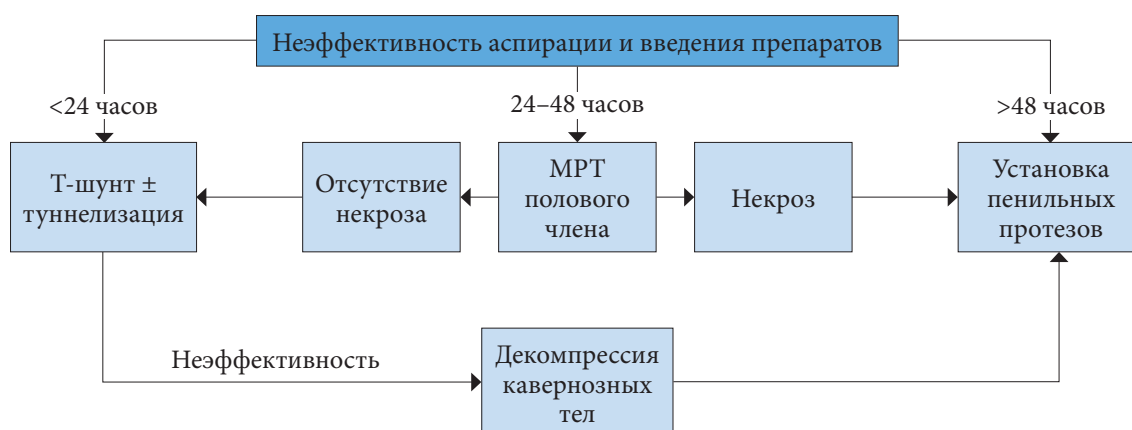 Неэффективность аспирации и введения препаратов
<24 часов
24–48 часов
>48 часов
Т-шунт ±
туннелизация
Отсутствие
некроза
МРТ
полового
члена
Некроз
Установка
пенильных
протезов
Неэффективность
Декомпрессия
кавернозных
тел